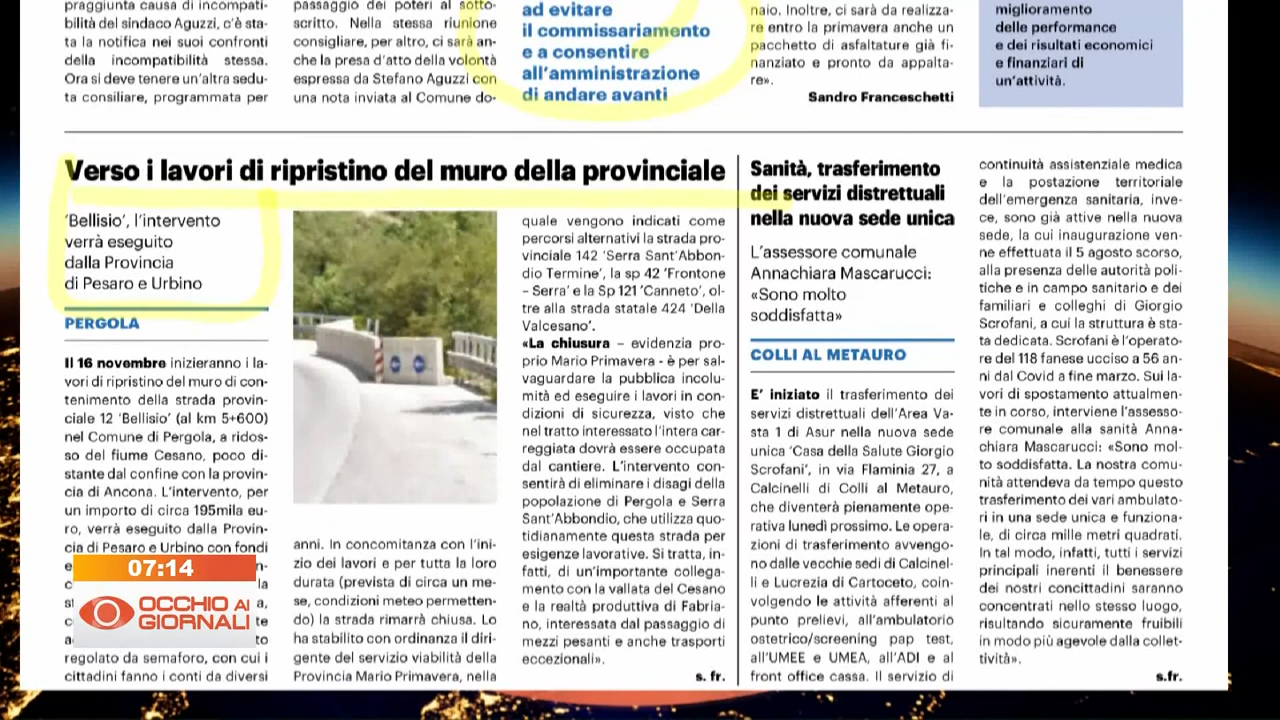 praggiunta causa di incompati-
bilità del sindaco Aguzzi, c'è sta-
ta la notifica nei suoi confronti
della incompatibilità stessa.
Ora si deve tenere un'altra sedu-
ta consiliare, programmata per
passaggio dei poteri al sotto-
scritto. Nella stessa riunione
consigliare, per altro, ci sarà an-
che la presa d'atto della volontà
espressa da Stefano Aguzzi con
una nota inviata al Comune do-
ad evitare
il commissariamento
e a consentire
all'amministrazione
di andare avanti
naio. Inoltre, ci sarà da realizza-
re entro la primavera anche un
pacchetto di asfaltature già fi-
nanziato e pronto da appalta-
re».
Sandro Franceschetti
miglioramento
delle performance
e dei risultati economici
e finanziari di
un'attività.
Verso i lavori di ripristino del muro della provinciale
'Bellisio', l'intervento
verrà eseguito
dalla Provincia
di Pesaro e Urbino
PERGOLA
Il 16 novembre inizieranno i la-
vori di ripristino del muro di con-
tenimento della strada provin-
ciale 12 'Bellisio' (al km 5+600)
nel Comune di Pergola, a ridos-
so del fiume Cesano, poco di-
stante dal confine con la provin-
cia di Ancona. L'intervento, per
un importo di circa 195mila eu-
ro, verrà eseguito dalla Provin-
cia di Pesaro e Urbino con fondi
regolato da semaforo, con cui i
cittadini fanno i conti da diversi
anni. In concomitanza con l'ini-
zio dei lavori e per tutta la loro
durata (prevista di circa un me-
se, condizioni meteo permetten-
do) la strada rimarrà chiusa. Lo
ha stabilito con ordinanza il diri-
gente del servizio viabilità della
Provincia Mario Primavera, nella
quale vengono indicati come
percorsi alternativi la strada pro-
vinciale 142 'Serra Sant'Abbon-
dio Termine', la sp 42 'Frontone
- Serra' e la Sp 121 'Canneto', ol-
tre alla strada statale 424 'Della
Valcesano'.
«La chiusura – evidenzia pro-
prio Mario Primavera - è per sal-
vaguardare la pubblica incolu-
mità ed eseguire i lavori in con-
dizioni di sicurezza, visto che
nel tratto interessato l'intera car-
reggiata dovrà essere occupata
dal cantiere. L'intervento con-
sentirà di eliminare i disagi della
popolazione di Pergola e Serra
Sant'Abbondio, che utilizza quo-
tidianamente questa strada per
esigenze lavorative. Si tratta, in-
fatti, di un'importante collega-
mento con la vallata del Cesano
e la realtà produttiva di Fabria-
no, interessata dal passaggio di
mezzi pesanti e anche trasporti
eccezionali».
s. fr.
Sanità, trasferimento
dei servizi distrettuali
nella nuova sede unica
L'assessore comunale
Annachiara Mascarucci:
«Sono molto
soddisfatta»
COLLI AL METAURO
E' iniziato il trasferimento dei
servizi distrettuali dell'Area Va-
sta 1 di Asur nella nuova sede
unica 'Casa della Salute Giorgio
Scrofani', in via Flaminia 27, a
Calcinelli di Colli al Metauro,
che diventerà pienamente ope-
rativa lunedì prossimo. Le opera-
zioni di trasferimento avvengo-
no dalle vecchie sedi di Calcinel-
li e Lucrezia di Cartoceto, coin-
volgendo le attività afferenti al
punto prelievi, all'ambulatorio
ostetrico/screening pap test,
all'UMEE e UMEA, all'ADI e al
front office cassa. Il servizio di
continuità assistenziale medica
e la postazione territoriale
dell'emergenza sanitaria, inve-
ce, sono già attive nella nuova
sede, la cui inaugurazione ven-
ne effettuata il 5 agosto scorso,
alla presenza delle autorità poli-
tiche e in campo sanitario e dei
familiari e colleghi di Giorgio
Scrofani, a cui la struttura è sta-
ta dedicata. Scrofani è l'operato-
re del 118 fanese ucciso a 56 an-
ni dal Covid a fine marzo. Sui la-
vori di spostamento attualmen-
te in corso, interviene l'assesso-
re comunale alla sanità Anna-
chiara Mascarucci: «Sono mol-
to soddisfatta. La nostra comu-
nità attendeva da tempo questo
trasferimento dei vari ambulato-
ri in una sede unica e funziona-
le, di circa mille metri quadrati.
In tal modo, infatti, tutti i servizi
principali inerenti il benessere
dei nostri concittadini saranno
concentrati nello stesso luogo,
risultando sicuramente fruibili
in modo più agevole dalla collet-
tività».
s.fr.
07:14
OCCHIO AI
GIORNALI